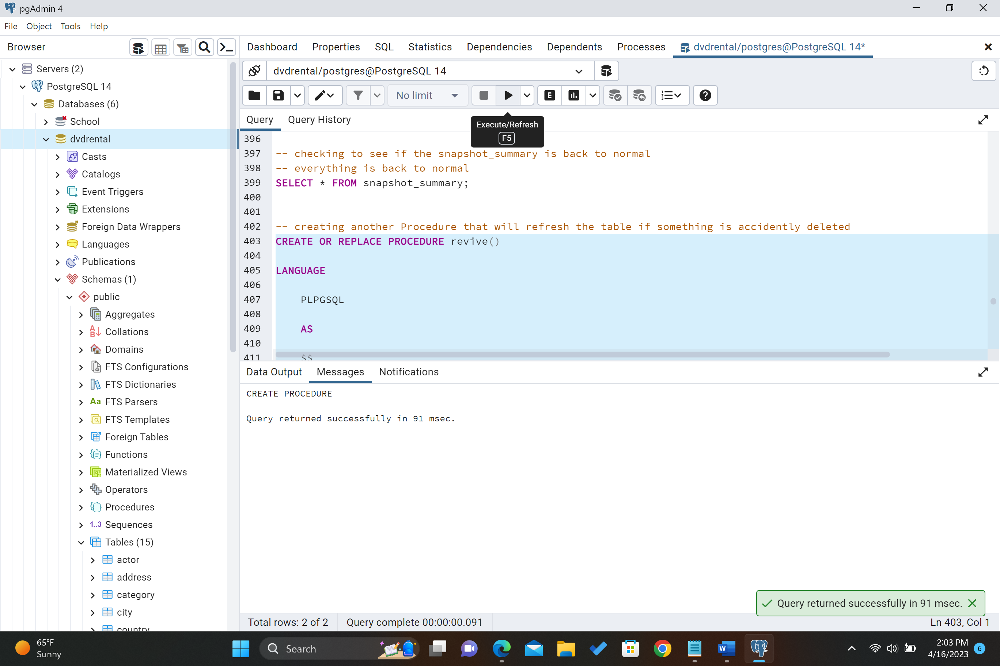 pgAdmin 4
File Object Tools Help
Browser
Dashboard Properties SQL Statistics Dependencies Dependents Processes dvdrental/postgres@PostgreSQL 14*
Servers (2)
PostgreSQL 14
Databases (6)
School
dvdrental
Casts
Catalogs
Event Triggers
Extensions
Foreign Data Wrappers
Languages
Publications
Schemas (1)
public
Aggregates
Collations
Domains
FTS Configurations
FTS Dictionaries
Aa FTS Parsers
FTS Templates
Foreign Tables
Functions
Materialized Views
Operators
Procedures
1..3 Sequences
Tables (15)
actor
address
category
city
country
dvdrental/postgres@PostgreSQL 14
No limit
E
Query Query History
Execute/Refresh
F5
396
397 -- checking to see if the snapshot_summary is back to normal
398 -- everything is back to normal
399 SELECT * FROM snapshot_summary;
400
401
402 -- creating another Procedure that will refresh the table if something is accidently deleted
403 CREATE OR REPLACE PROCEDURE revive()
404
405 LANGUAGE
406
407 PLPGSQL
408
409 AS
410
411 $$
Data Output Messages Notifications
CREATE PROCEDURE
Query returned successfully in 91 msec.
Query returned successfully in 91 msec.
Total rows: 2 of 2 Query complete 00:00:00.091 Ln 403, Col 1
65°F
Sunny
Search
W
2:03 PM
4/16/2023
6